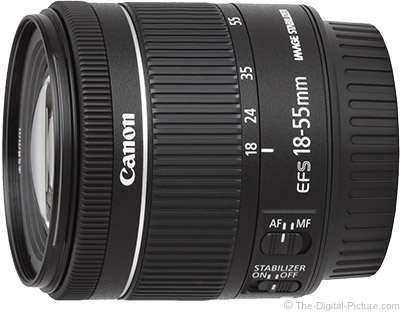 Canon
55
35
24
18
IMAGE STABILIZER
EFS 18-55mm
AF MF
STABILIZER
ON OFF
© The-Digital-Picture.com